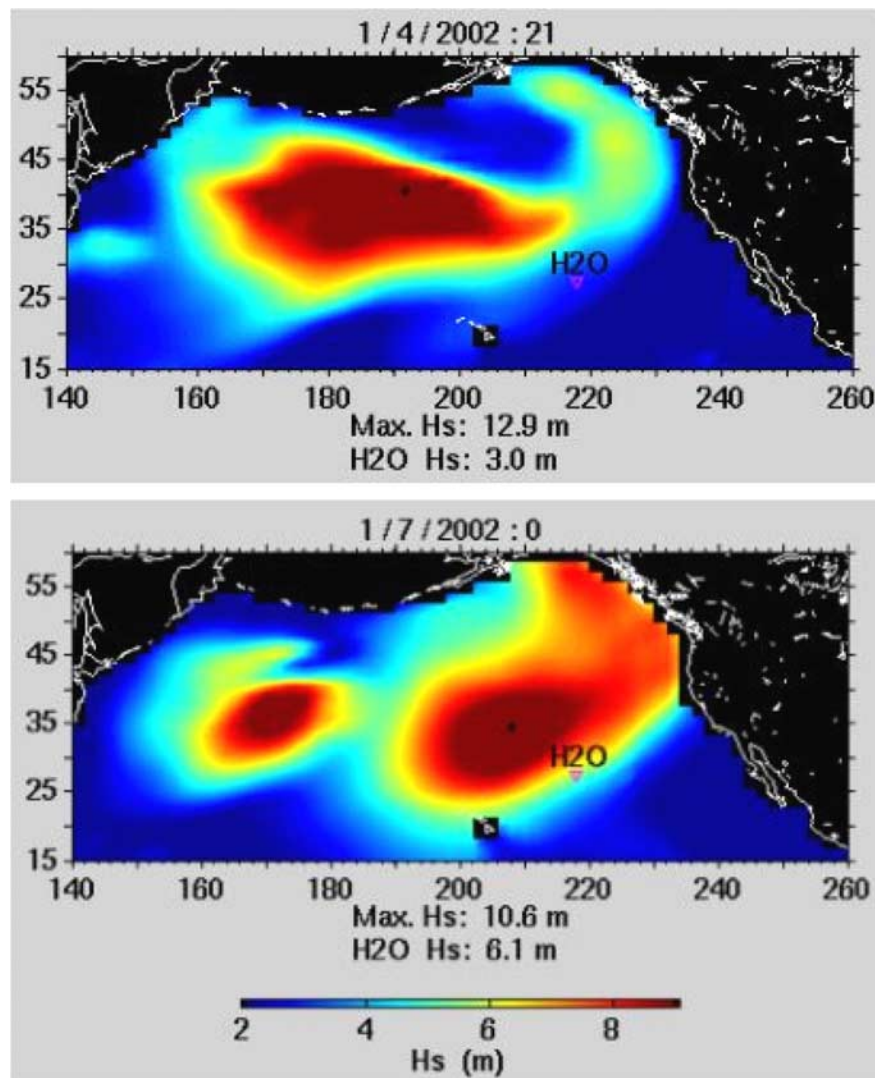 1 / 4 / 2002 : 21
55
45
35
25
15
H2O
140 160 180 200 220 240 260
Max. Hs: 12.9 m
H2O Hs: 3.0 m
1 / 7 / 2002 : 0
55
45
35
25
15
H2O
140 160 180 200 220 240 260
Max. Hs: 10.6 m
H2O Hs: 6.1 m
2 4 6 8
Hs (m)